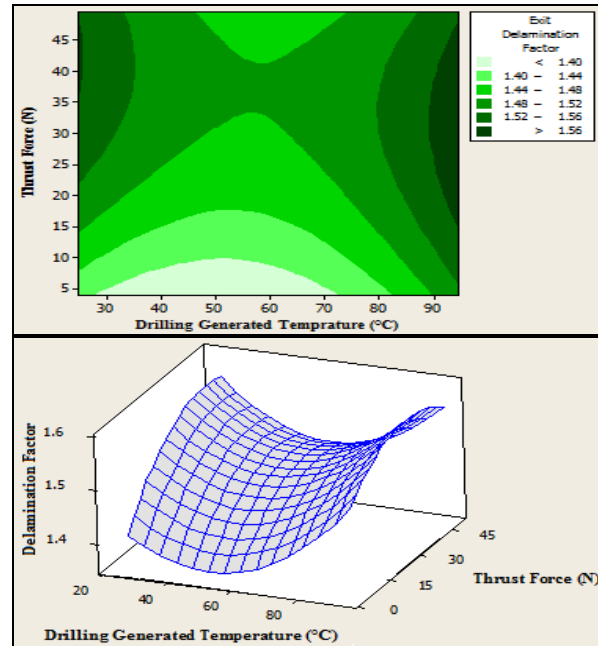 Exit
Delamination
Factor
< 1.40
1.40 – 1.44
1.44 – 1.48
1.48 – 1.52
1.52 – 1.56
> 1.56
45
40
35
30
25
20
15
10
5
Thrust Force (N)
30 40 50 60 70 80 90
Drilling Generated Temprature (°C)
1.6
1.5
1.4
Delamination Factor
45
30
15
0
Thrust Force (N)
20 40 60 80
Drilling Generated Temperature (°C)